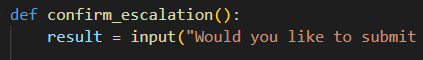 def confirm_escalation():
    result = input("Would you like to submit